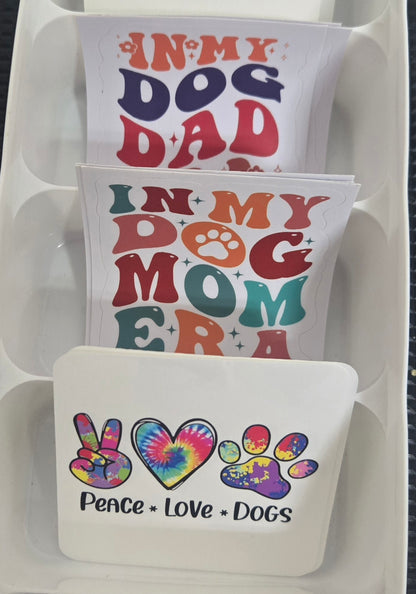 IN MY
DOG
DAD
IN MY
DOG
MOM
ERA
PEACE * LOVE * DOGS